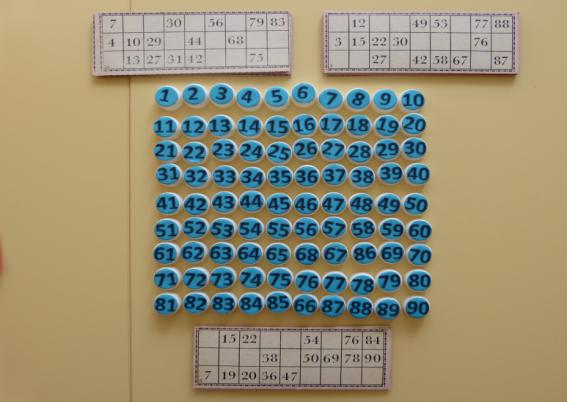 7 30 56 79 83
4 10 29 44 68
13 27 31 42 75
12 49 53 77 88
3 15 22 30 76
27 42 58 67 87
1 2 3 4 5 6 7 8 9 10
11 12 13 14 15 16 17 18 19 20
21 22 23 24 25 26 27 28 29 30
31 32 33 34 35 36 37 38 39 40
41 42 43 44 45 46 47 48 49 50
51 52 53 54 55 56 57 58 59 60
61 62 63 64 65 68 67 86 69 70
71 72 73 74 75 76 77 78 79 80
81 82 83 84 85 66 87 88 89 90
15 22 54 76 84
38 50 69 78 90
7 19 20 36 47